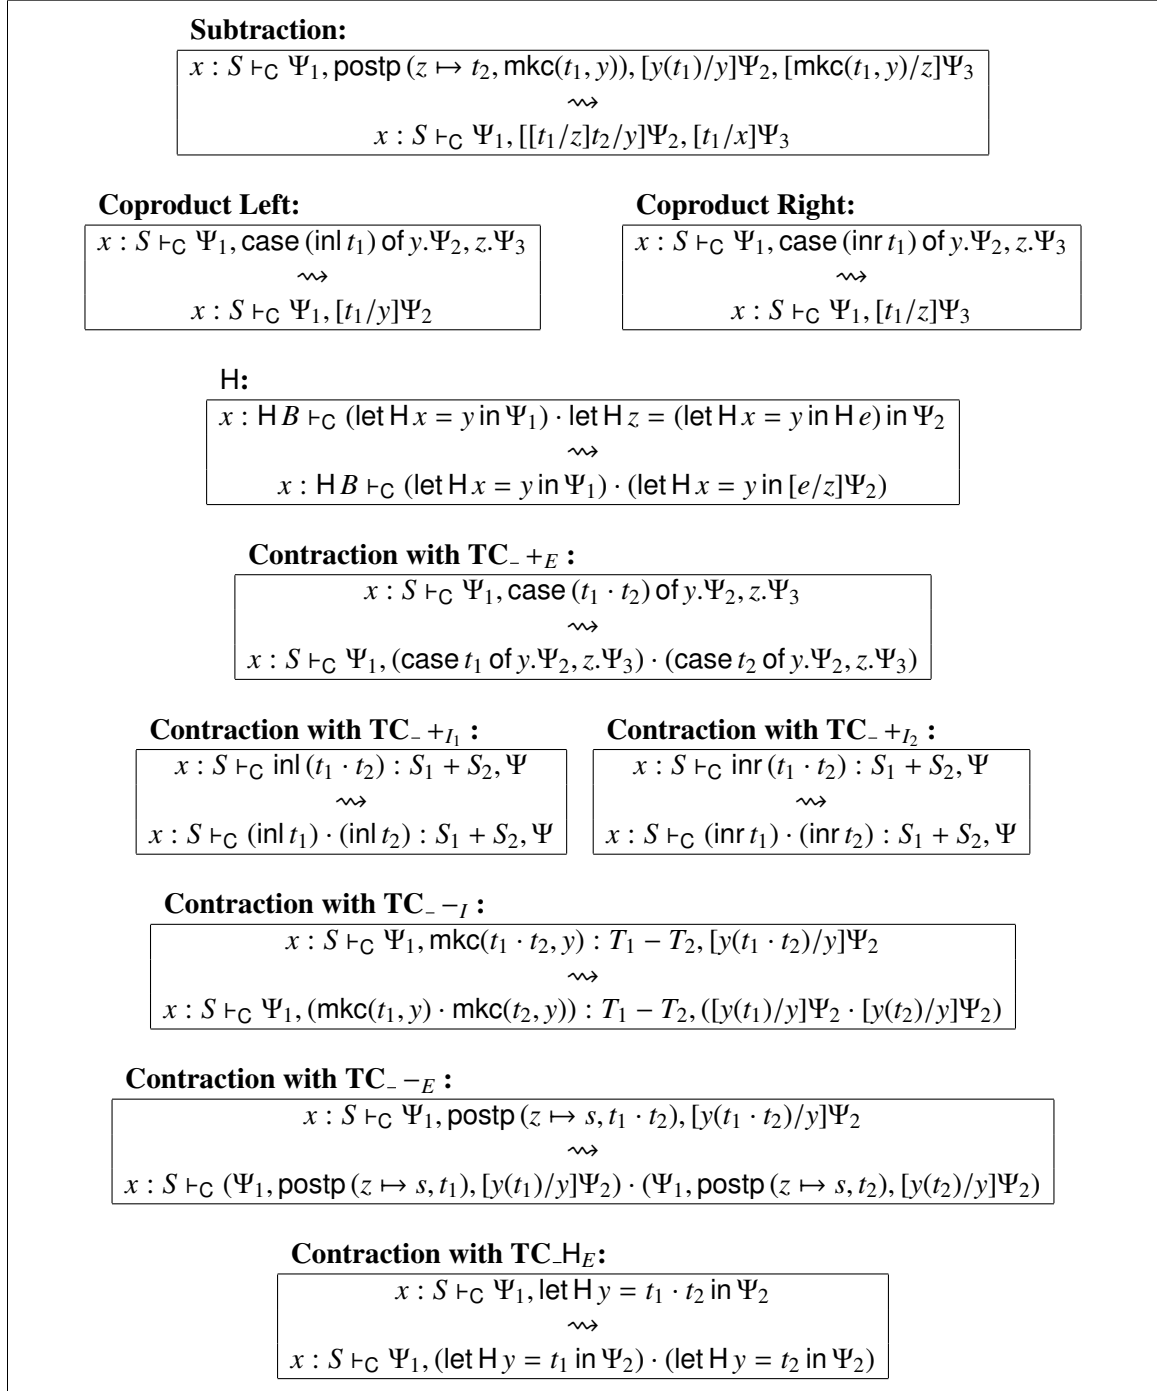 Subtraction:
x : S ⊢C Ψ1, postp (z ↦ t2, mkc(t1, y)), [y(t1)/y]Ψ2, [mkc(t1, y)/z]Ψ3
⇝
x : S ⊢C Ψ1, [[t1/z]t2/y]Ψ2, [t1/x]Ψ3
Coproduct Left: Coproduct Right:
x : S ⊢C Ψ1, case (inl t1) of y.Ψ2, z.Ψ3 x : S ⊢C Ψ1, case (inr t1) of y.Ψ2, z.Ψ3
⇝ ⇝
x : S ⊢C Ψ1, [t1/y]Ψ2 x : S ⊢C Ψ1, [t1/z]Ψ3
H:
x : H B ⊢C (let H x = y in Ψ1) · let H z = (let H x = y in H e) in Ψ2
⇝
x : H B ⊢C (let H x = y in Ψ1) · (let H x = y in [e/z]Ψ2)
Contraction with TC_ +E :
x : S ⊢C Ψ1, case (t1 · t2) of y.Ψ2, z.Ψ3
⇝
x : S ⊢C Ψ1, (case t1 of y.Ψ2, z.Ψ3) · (case t2 of y.Ψ2, z.Ψ3)
Contraction with TC_ +I1 : Contraction with TC_ +I2 :
x : S ⊢C inl (t1 · t2) : S1 + S2, Ψ x : S ⊢C inr (t1 · t2) : S1 + S2, Ψ
⇝ ⇝
x : S ⊢C (inl t1) · (inl t2) : S1 + S2, Ψ x : S ⊢C (inr t1) · (inr t2) : S1 + S2, Ψ
Contraction with TC_ −I :
x : S ⊢C Ψ1, mkc(t1 · t2, y) : T1 − T2, [y(t1 · t2)/y]Ψ2
⇝
x : S ⊢C Ψ1, (mkc(t1, y) · mkc(t2, y)) : T1 − T2, ([y(t1)/y]Ψ2 · [y(t2)/y]Ψ2)
Contraction with TC_ −E :
x : S ⊢C Ψ1, postp (z ↦ s, t1 · t2), [y(t1 · t2)/y]Ψ2
⇝
x : S ⊢C (Ψ1, postp (z ↦ s, t1), [y(t1)/y]Ψ2) · (Ψ1, postp (z ↦ s, t2), [y(t2)/y]Ψ2)
Contraction with TC_HE:
x : S ⊢C Ψ1, let H y = t1 · t2 in Ψ2
⇝
x : S ⊢C Ψ1, (let H y = t1 in Ψ2) · (let H y = t2 in Ψ2)